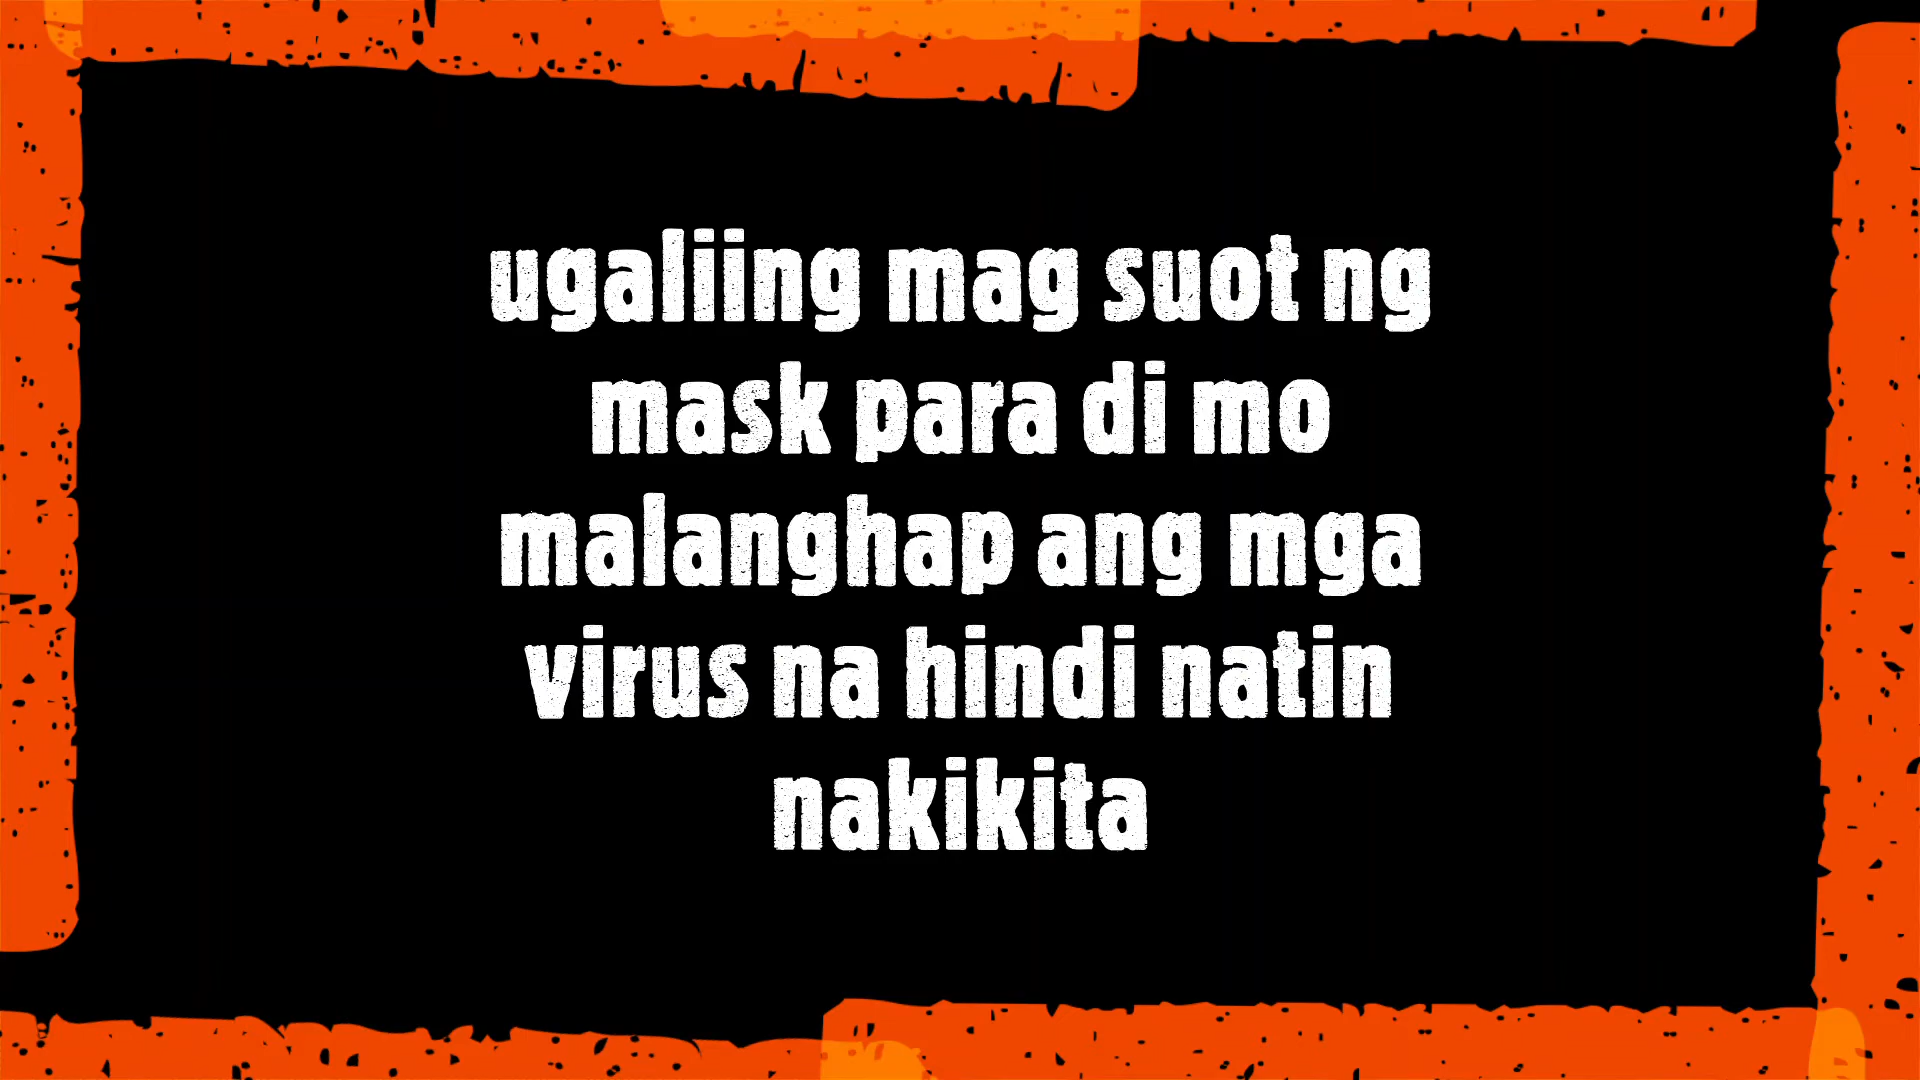 ugaliing mag suot ng
mask para di mo
malanghap ang mga
virus na hindi natin
nakikita